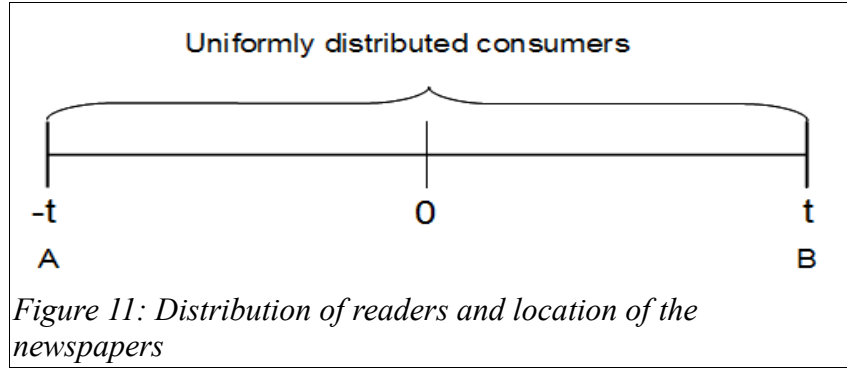 Uniformly distributed consumers
-t 0 t
A B
Figure 11: Distribution of readers and location of the
newspapers